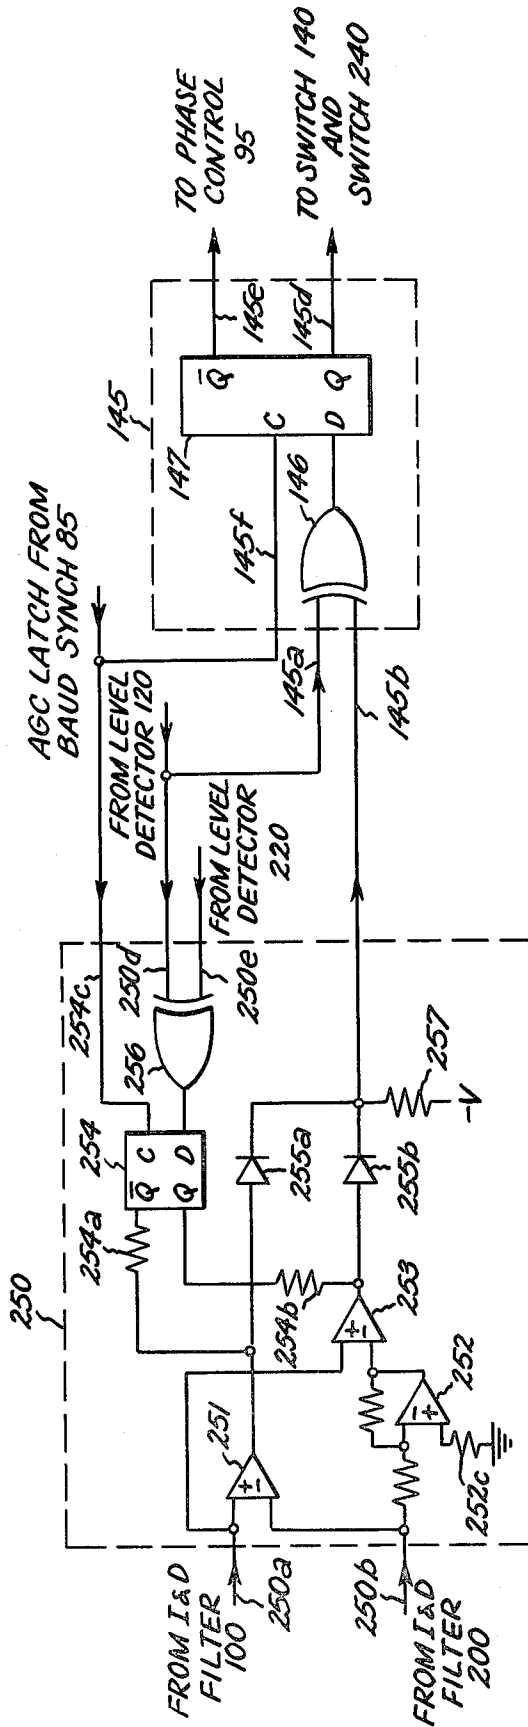 TO PHASE
CONTROL
95
TO SWITCH 140
AND
SWITCH 240
145e
145d
145
147
Q̅
C
D
Q
146
145f
145a
145b
AGC LATCH FROM
BAUD SYNCH 85
FROM LEVEL
DETECTOR 120
FROM LEVEL
DETECTOR
220
254c
250d
250e
256
254
Q̅ C
Q D
254a
250
255a
255b
257
-V
254b
253
+
-
251
+
-
252
-
+
252c
FROM I&D
FILTER
100
250a
250b
FROM I&D
FILTER
200